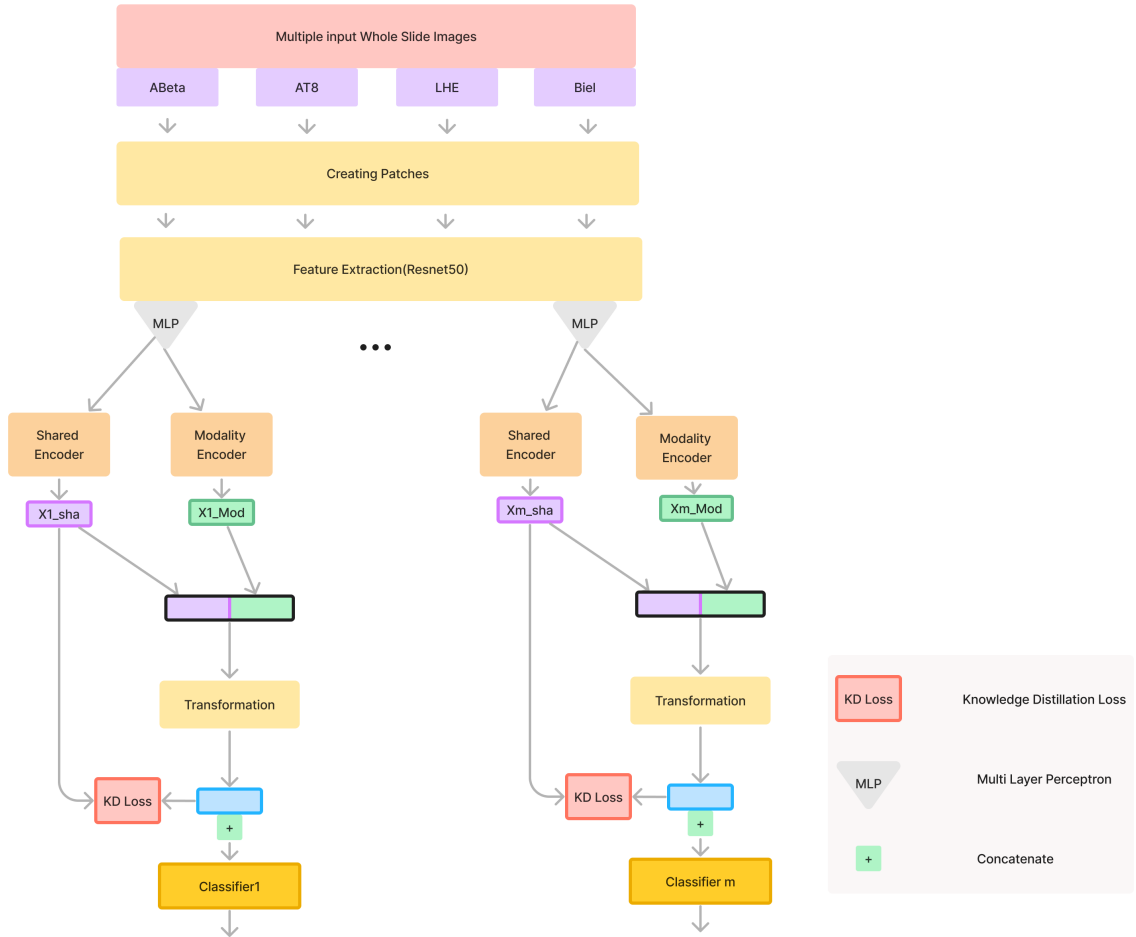 Multiple input Whole Slide Images
ABeta
AT8
LHE
Biel
Creating Patches
Feature Extraction(Resnet50)
MLP
MLP
Shared
Encoder
Modality
Encoder
Shared
Encoder
Modality
Encoder
X1_sha
X1_Mod
Xm_sha
Xm_Mod
Transformation
Transformation
KD Loss
KD Loss
+
+
Classifier1
Classifier m
KD Loss
Knowledge Distillation Loss
MLP
Multi Layer Perceptron
+
Concatenate